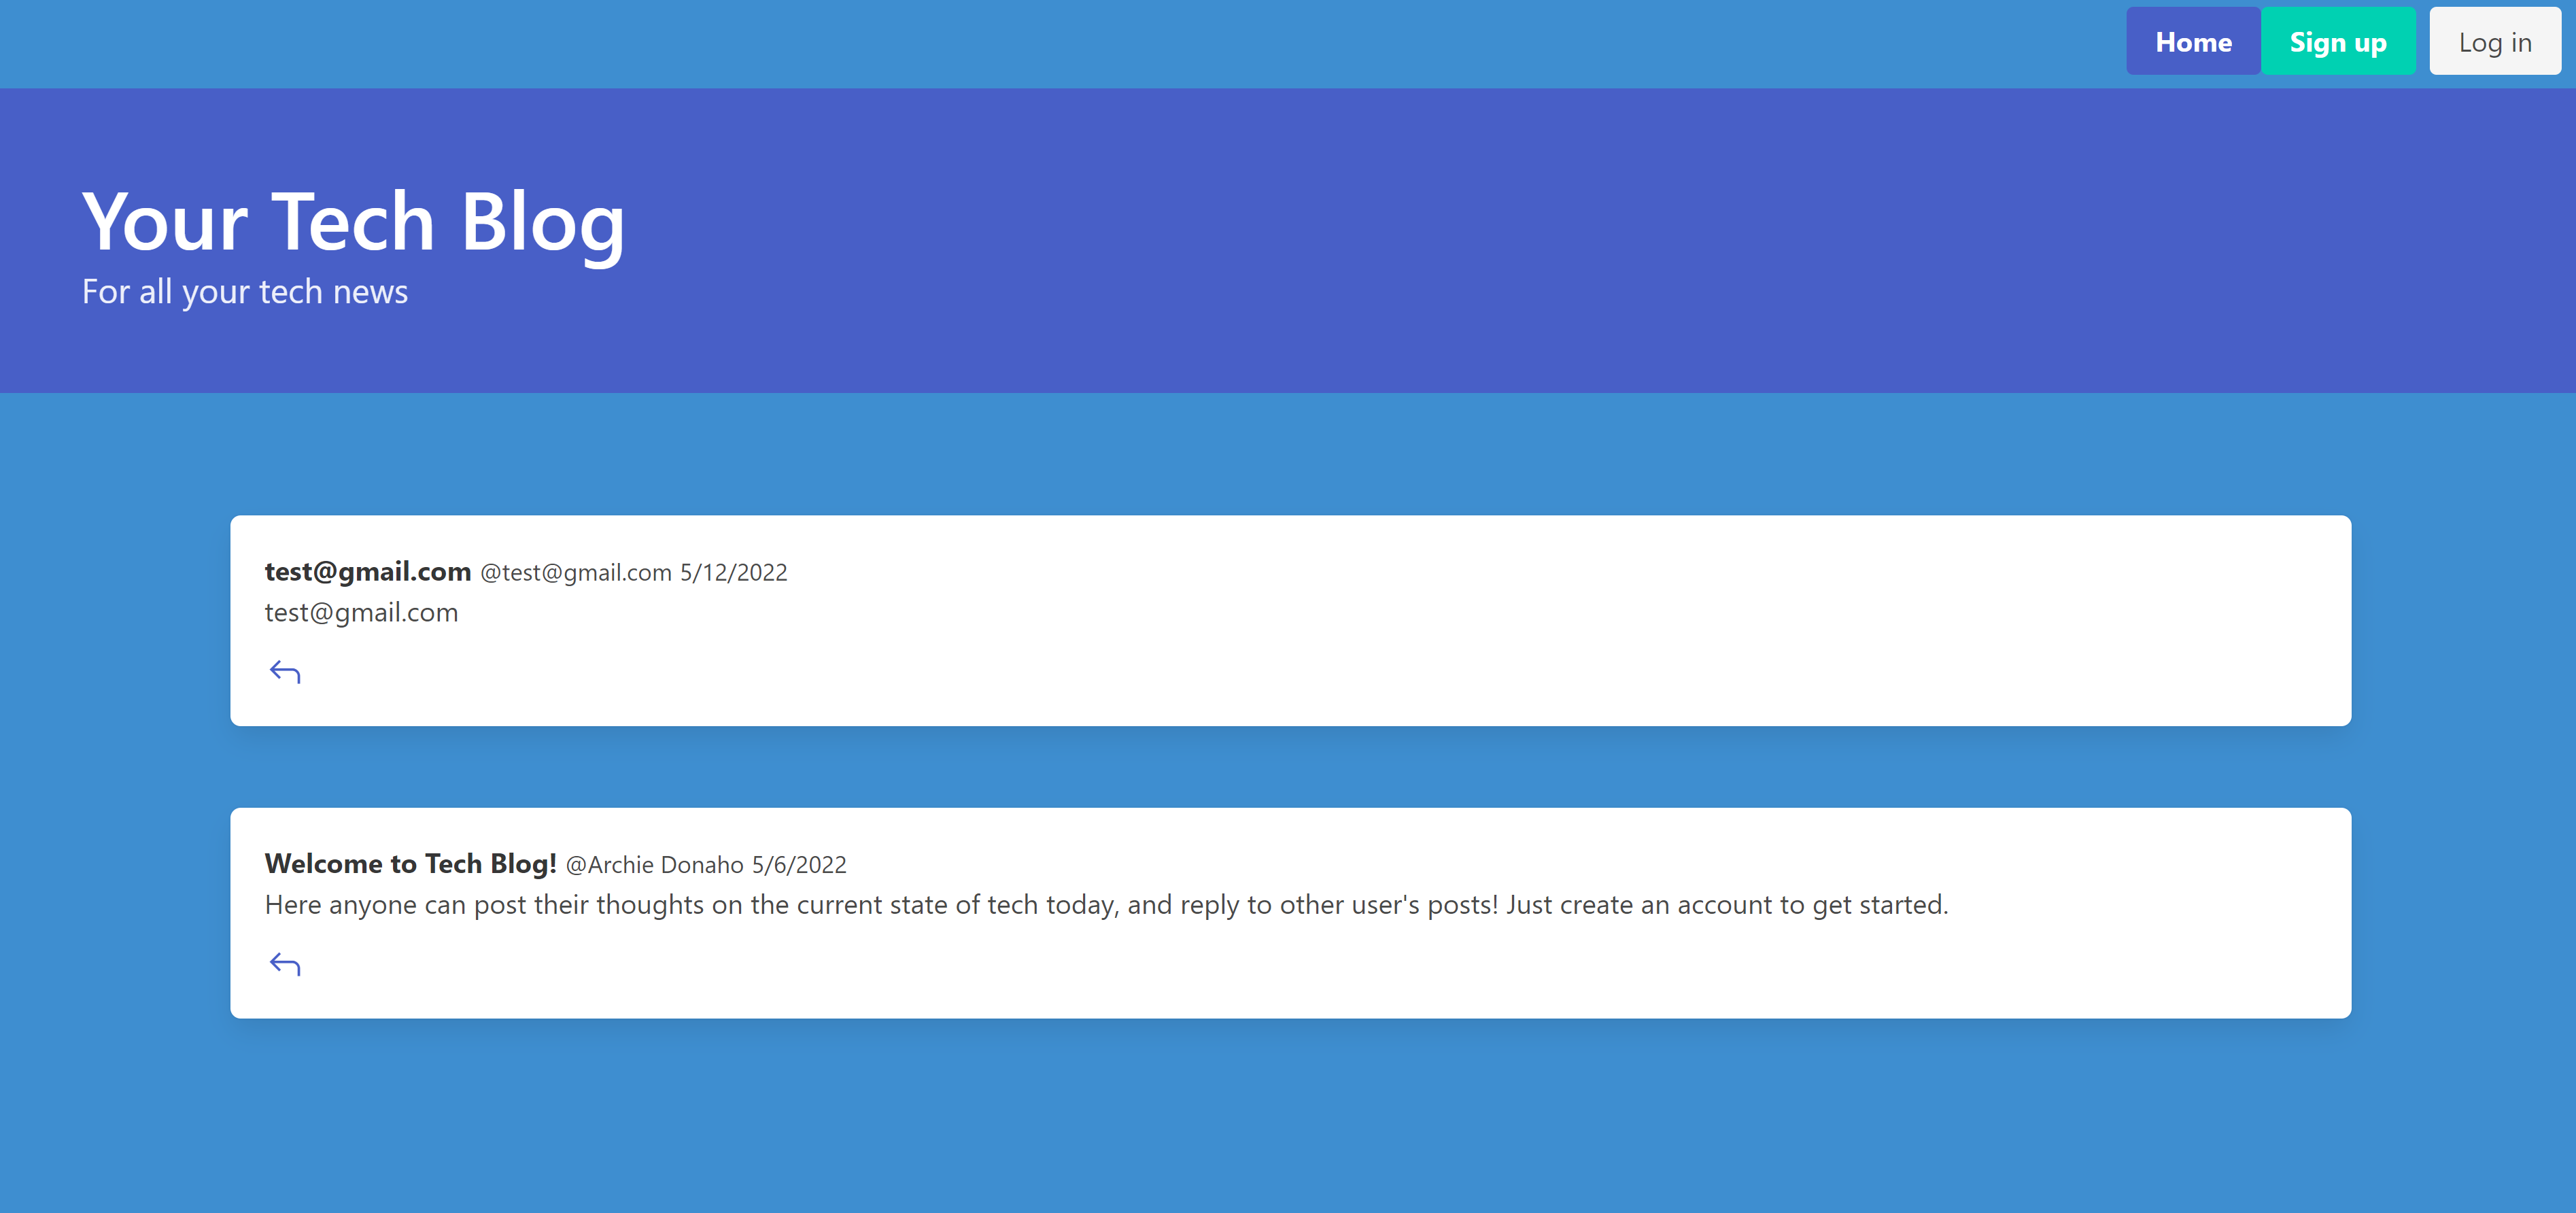 Home Sign up Log in
Your Tech Blog
For all your tech news
test@gmail.com @test@gmail.com 5/12/2022
test@gmail.com
Welcome to Tech Blog! @Archie Donaho 5/6/2022
Here anyone can post their thoughts on the current state of tech today, and reply to other user's posts! Just create an account to get started.